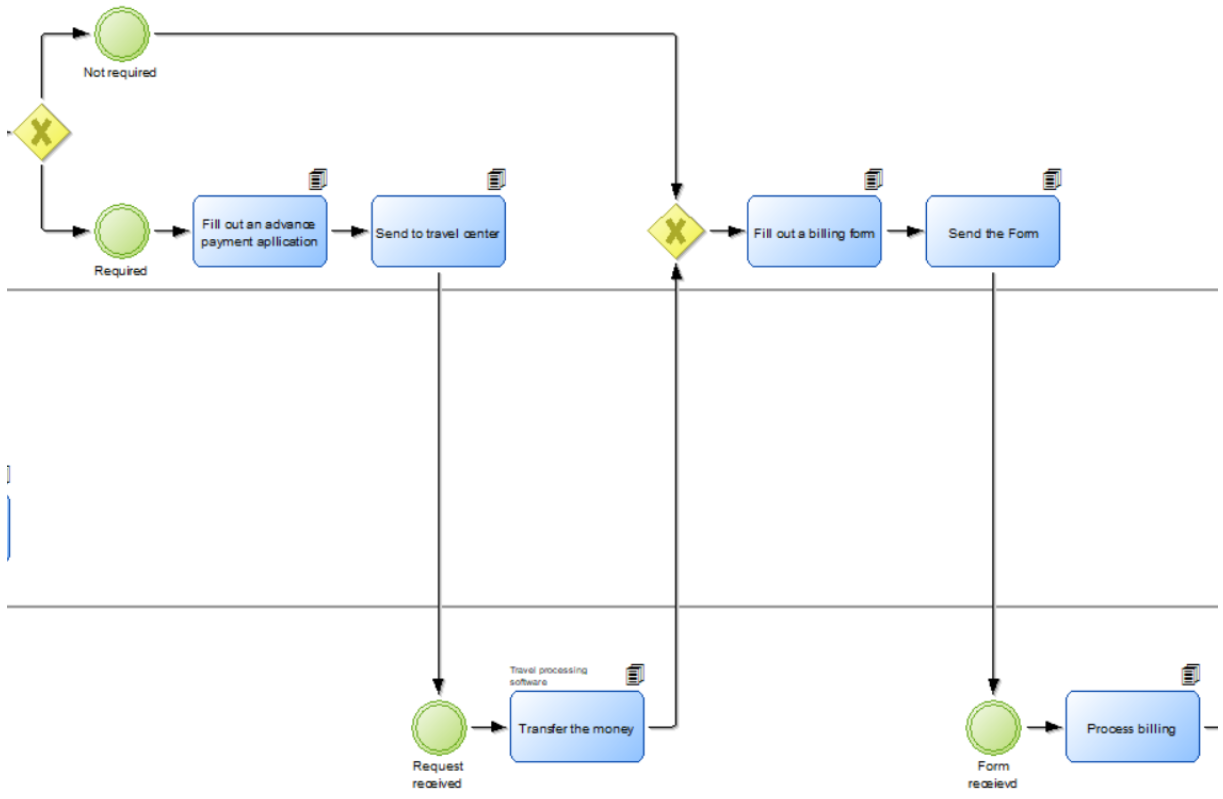 Not required
Required
Fill out an advance
payment apllication
Send to travel center
Fill out a billing form
Send the Form
Travel processing
software
Transfer the money
Request
received
Form
receievd
Process billing